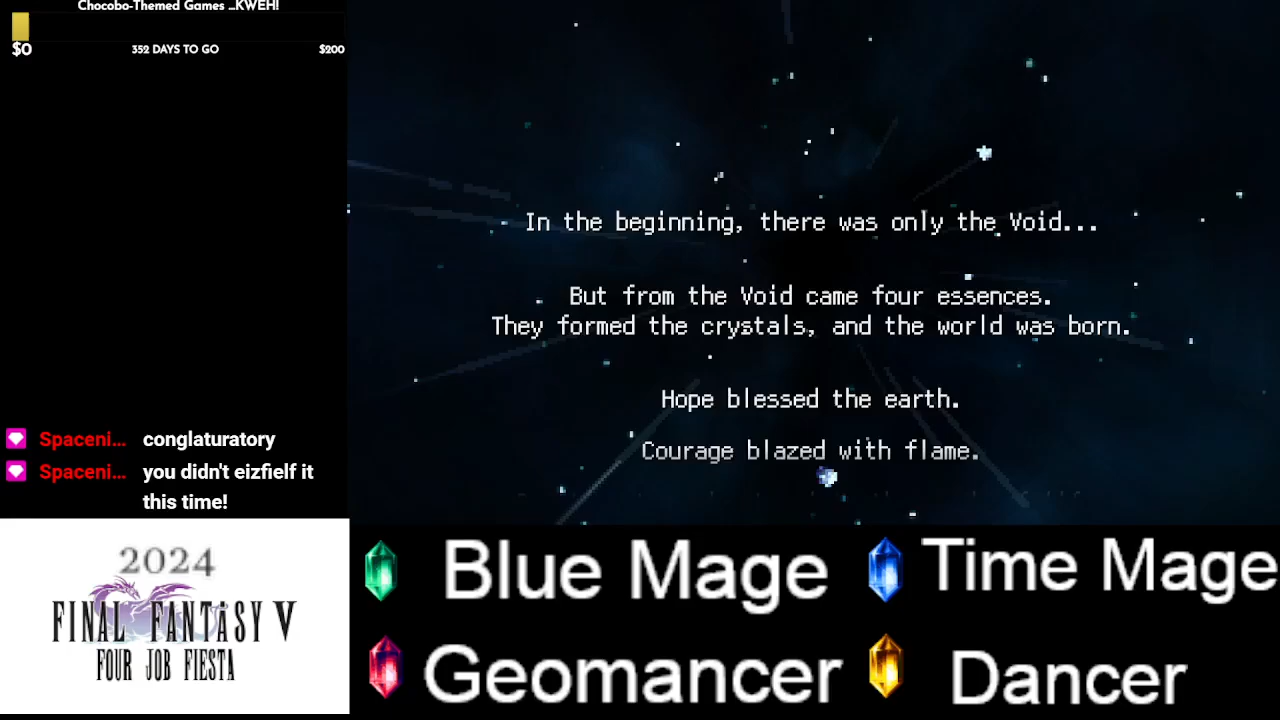 Chocobo-Themed Games ...KWEH!
$0 352 DAYS TO GO $200
In the beginning, there was only the Void...
But from the Void came four essences.
They formed the crystals, and the world was born.
Hope blessed the earth.
Courage blazed with flame.
Spaceni... conglaturatory
Spaceni... you didn't eizfielf it
this time!
2024
FINAL FANTASY V
FOUR JOB FIESTA
Blue Mage
Time Mage
Geomancer
Dancer